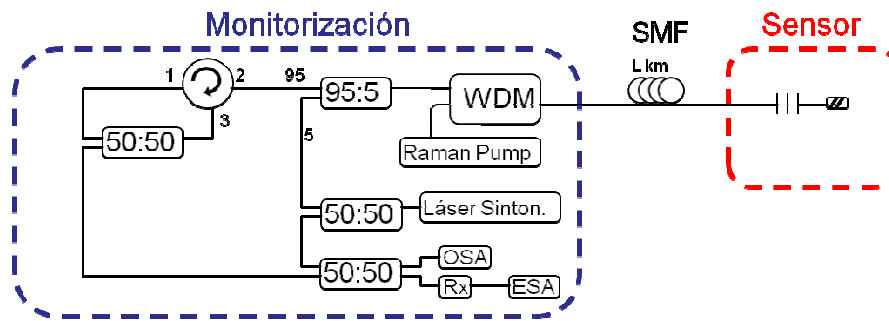 Monitorización
SMF
Sensor
1
2
95
L km
95:5
WDM
3
50:50
5
Raman Pump
50:50
Láser Sinton.
50:50
OSA
Rx
ESA